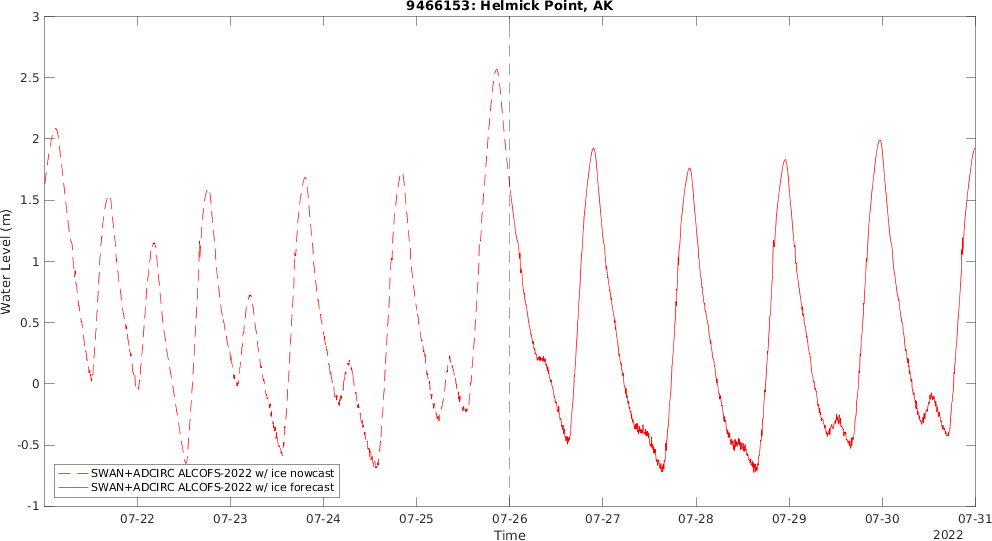 9466153: Helmick Point, AK
Water Level (m)
3
2.5
2
1.5
1
0.5
0
-0.5
-1
SWAN+ADCIRC ALCOFS-2022 w/ ice nowcast
SWAN+ADCIRC ALCOFS-2022 w/ ice forecast
07-22 07-23 07-24 07-25 07-26 07-27 07-28 07-29 07-30 07-31
Time
2022